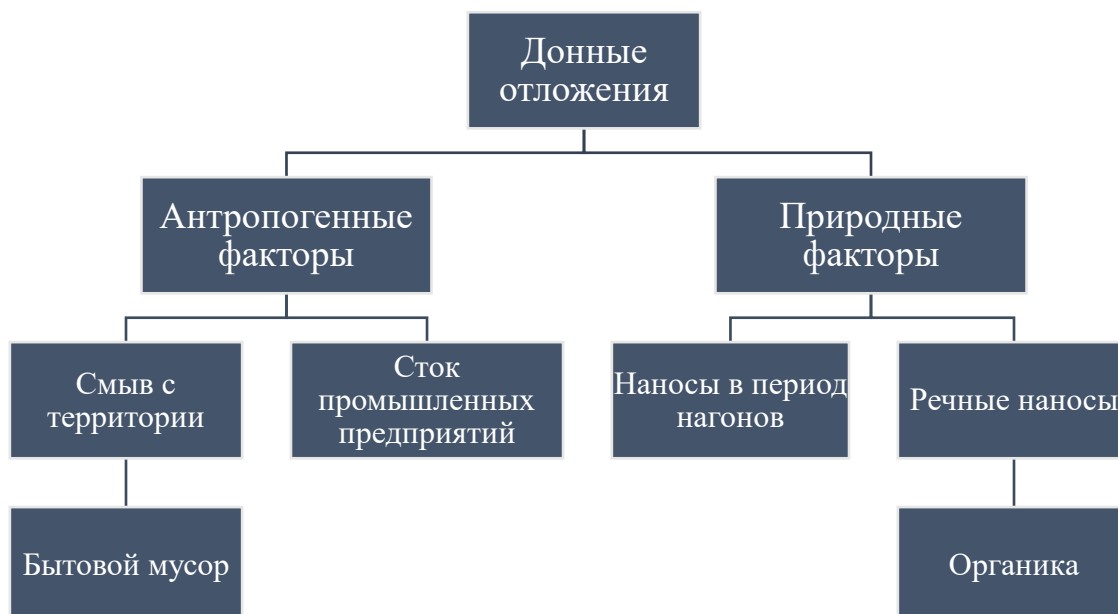 Донные
отложения
Антропогенные
факторы
Природные
факторы
Смыв с
территории
Сток
промышленных
предприятий
Наносы в период
нагонов
Речные наносы
Бытовой мусор
Органика